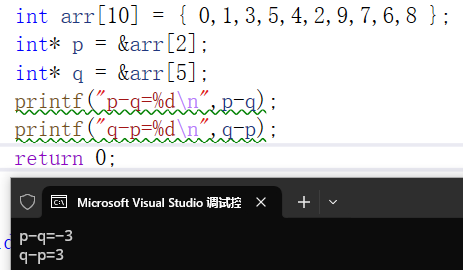 int arr[10] = { 0,1,3,5,4,2,9,7,6,8 };
int* p = &arr[2];
int* q = &arr[5];
printf("p-q=%d\n",p-q);
printf("q-p=%d\n",q-p);
return 0;
Microsoft Visual Studio 调试控
p-q=-3
q-p=3